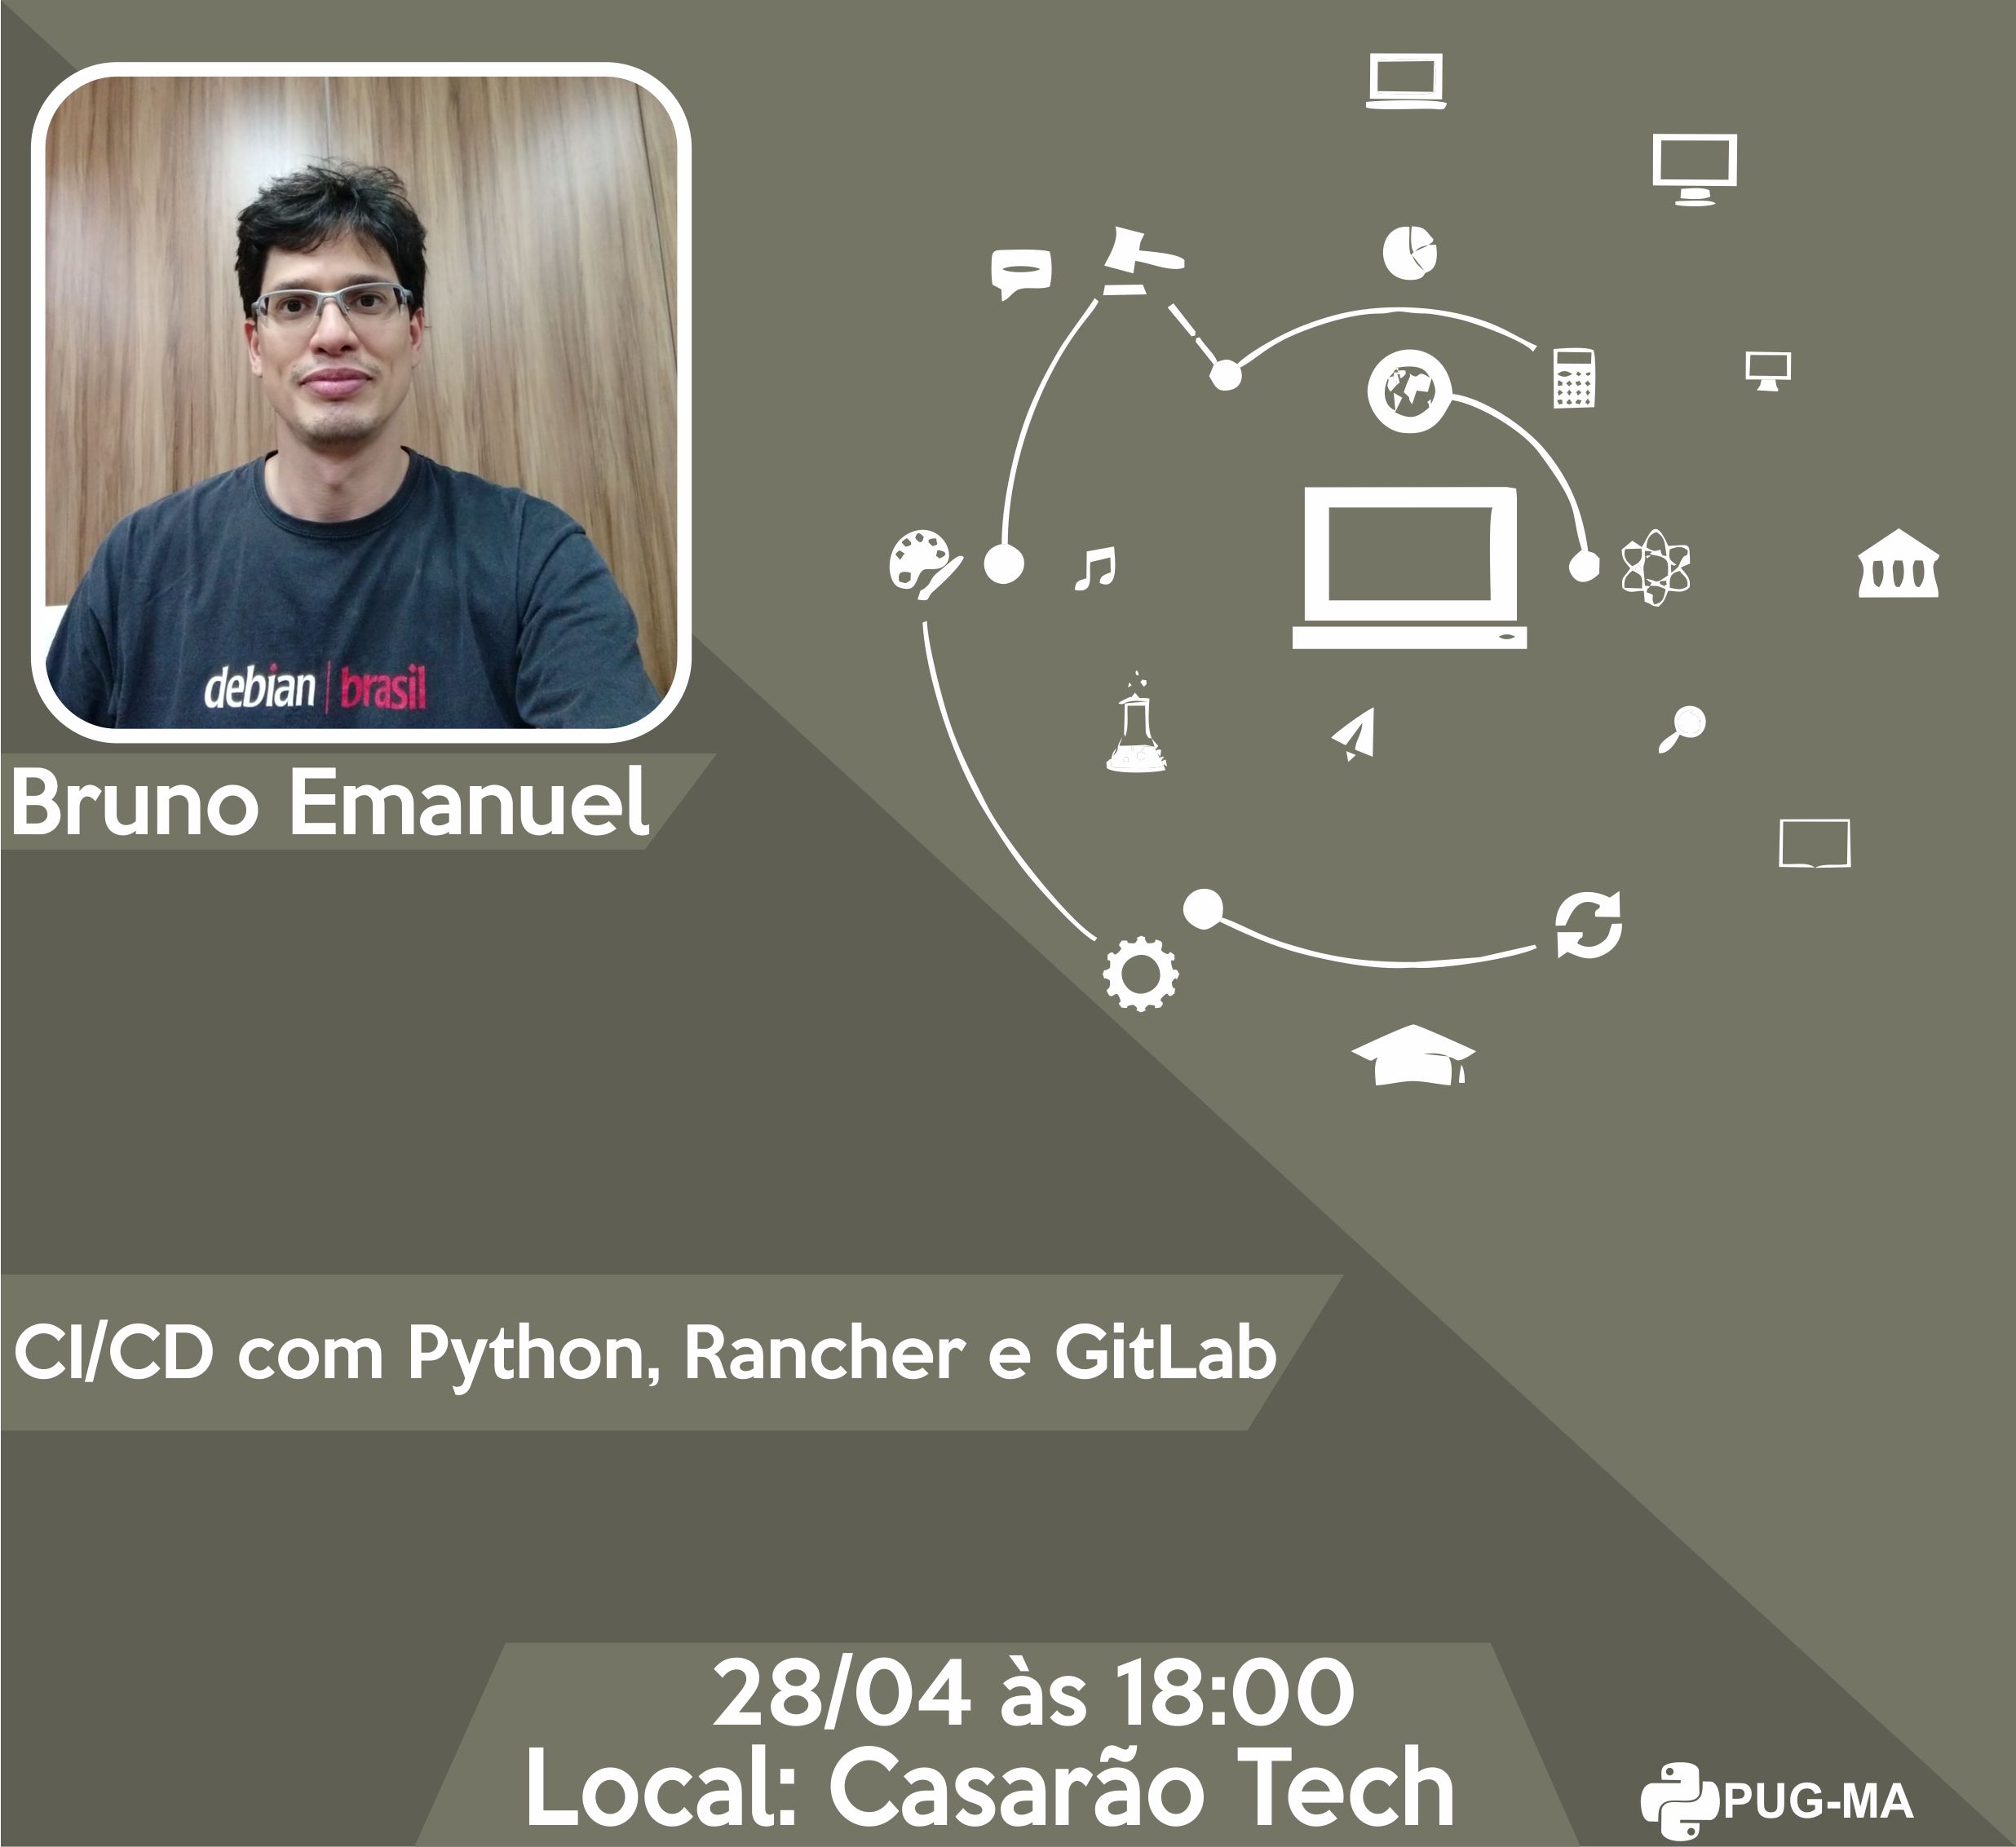 debian | brasil
Bruno Emanuel
CI/CD com Python, Rancher e GitLab
28/04 às 18:00
Local: Casarão Tech
PUG-MA